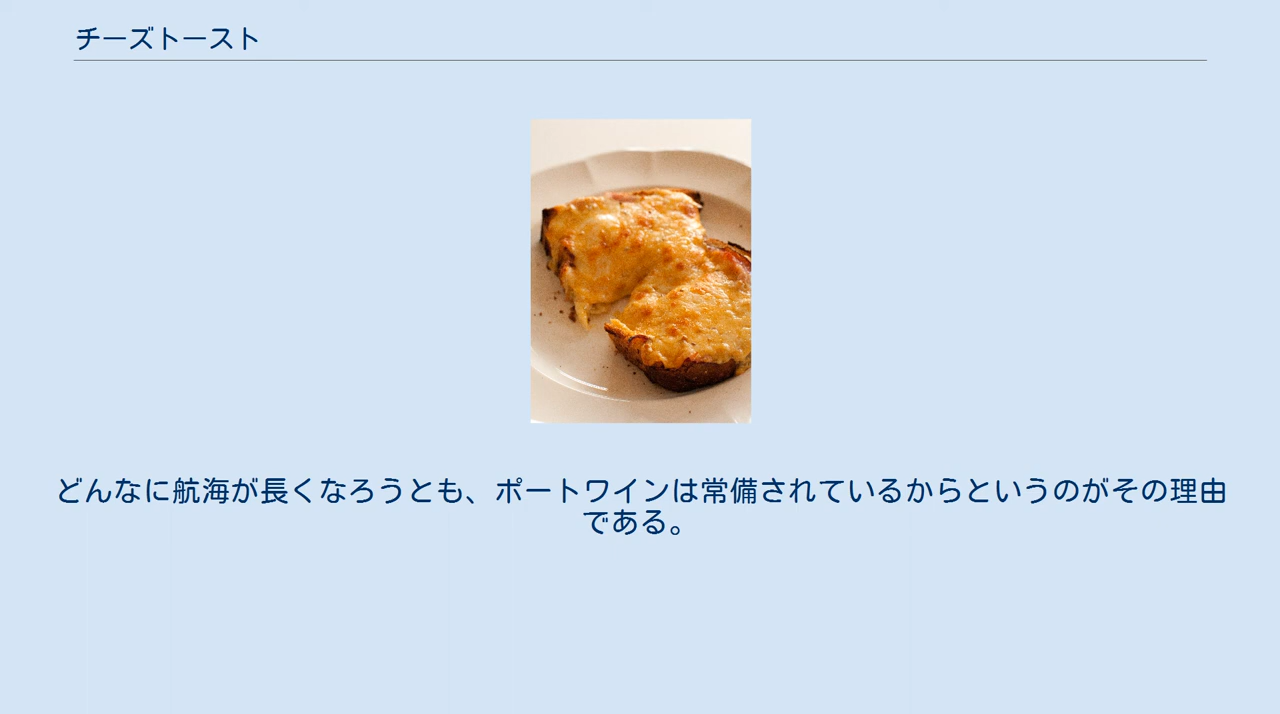 チーズトースト
どんなに航海が長くなろうとも、ポートワインは常備されているからというのがその理由
である。